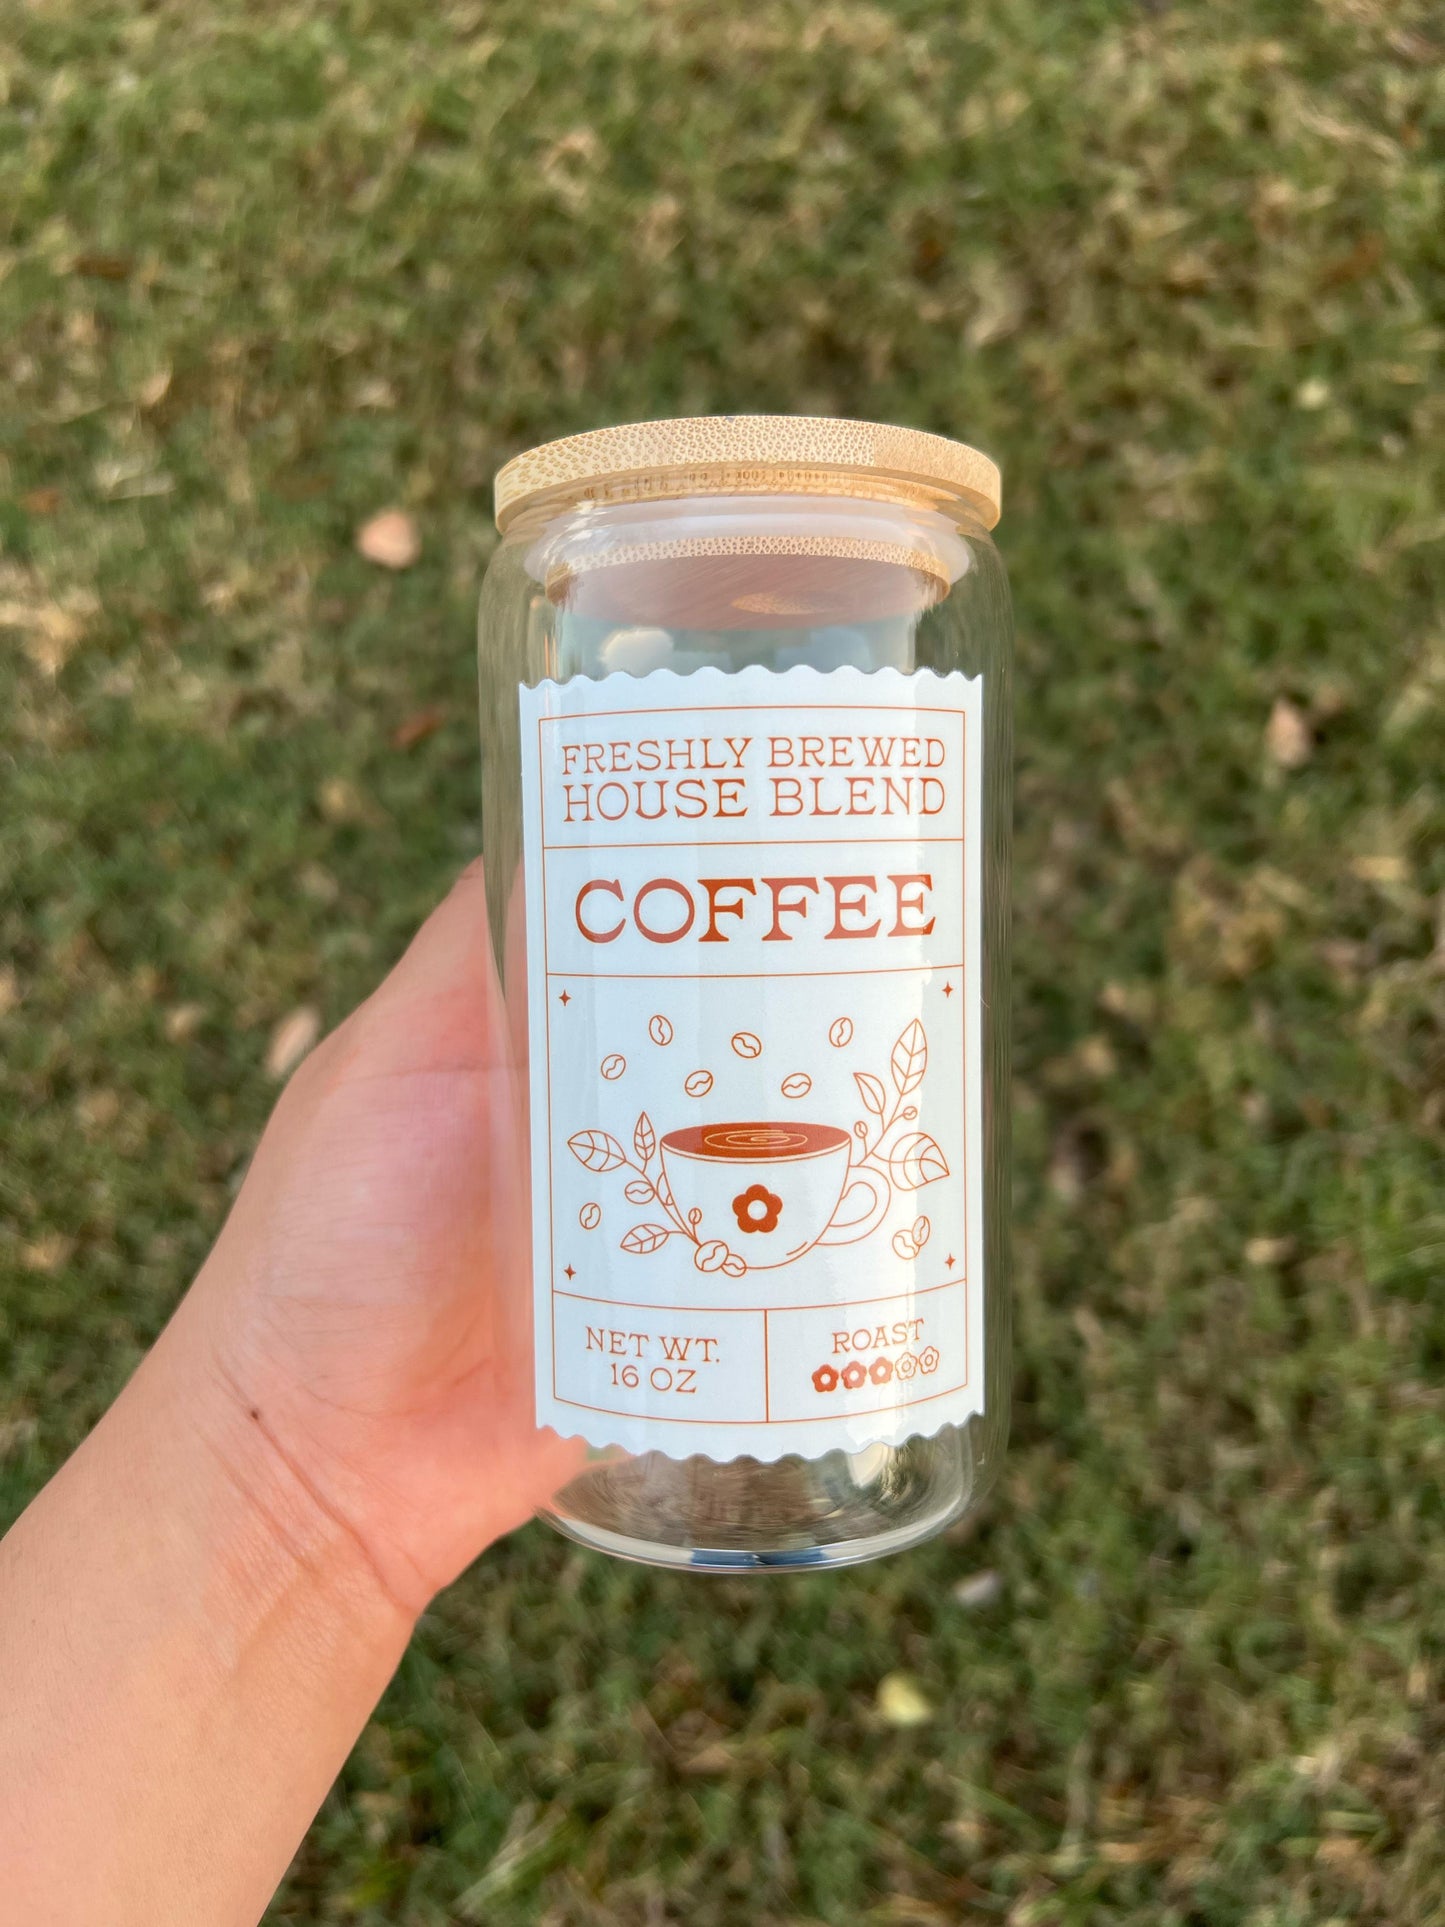 FRESHLY BREWED
HOUSE BLEND
COFFEE
NET WT.
16 OZ
ROAST